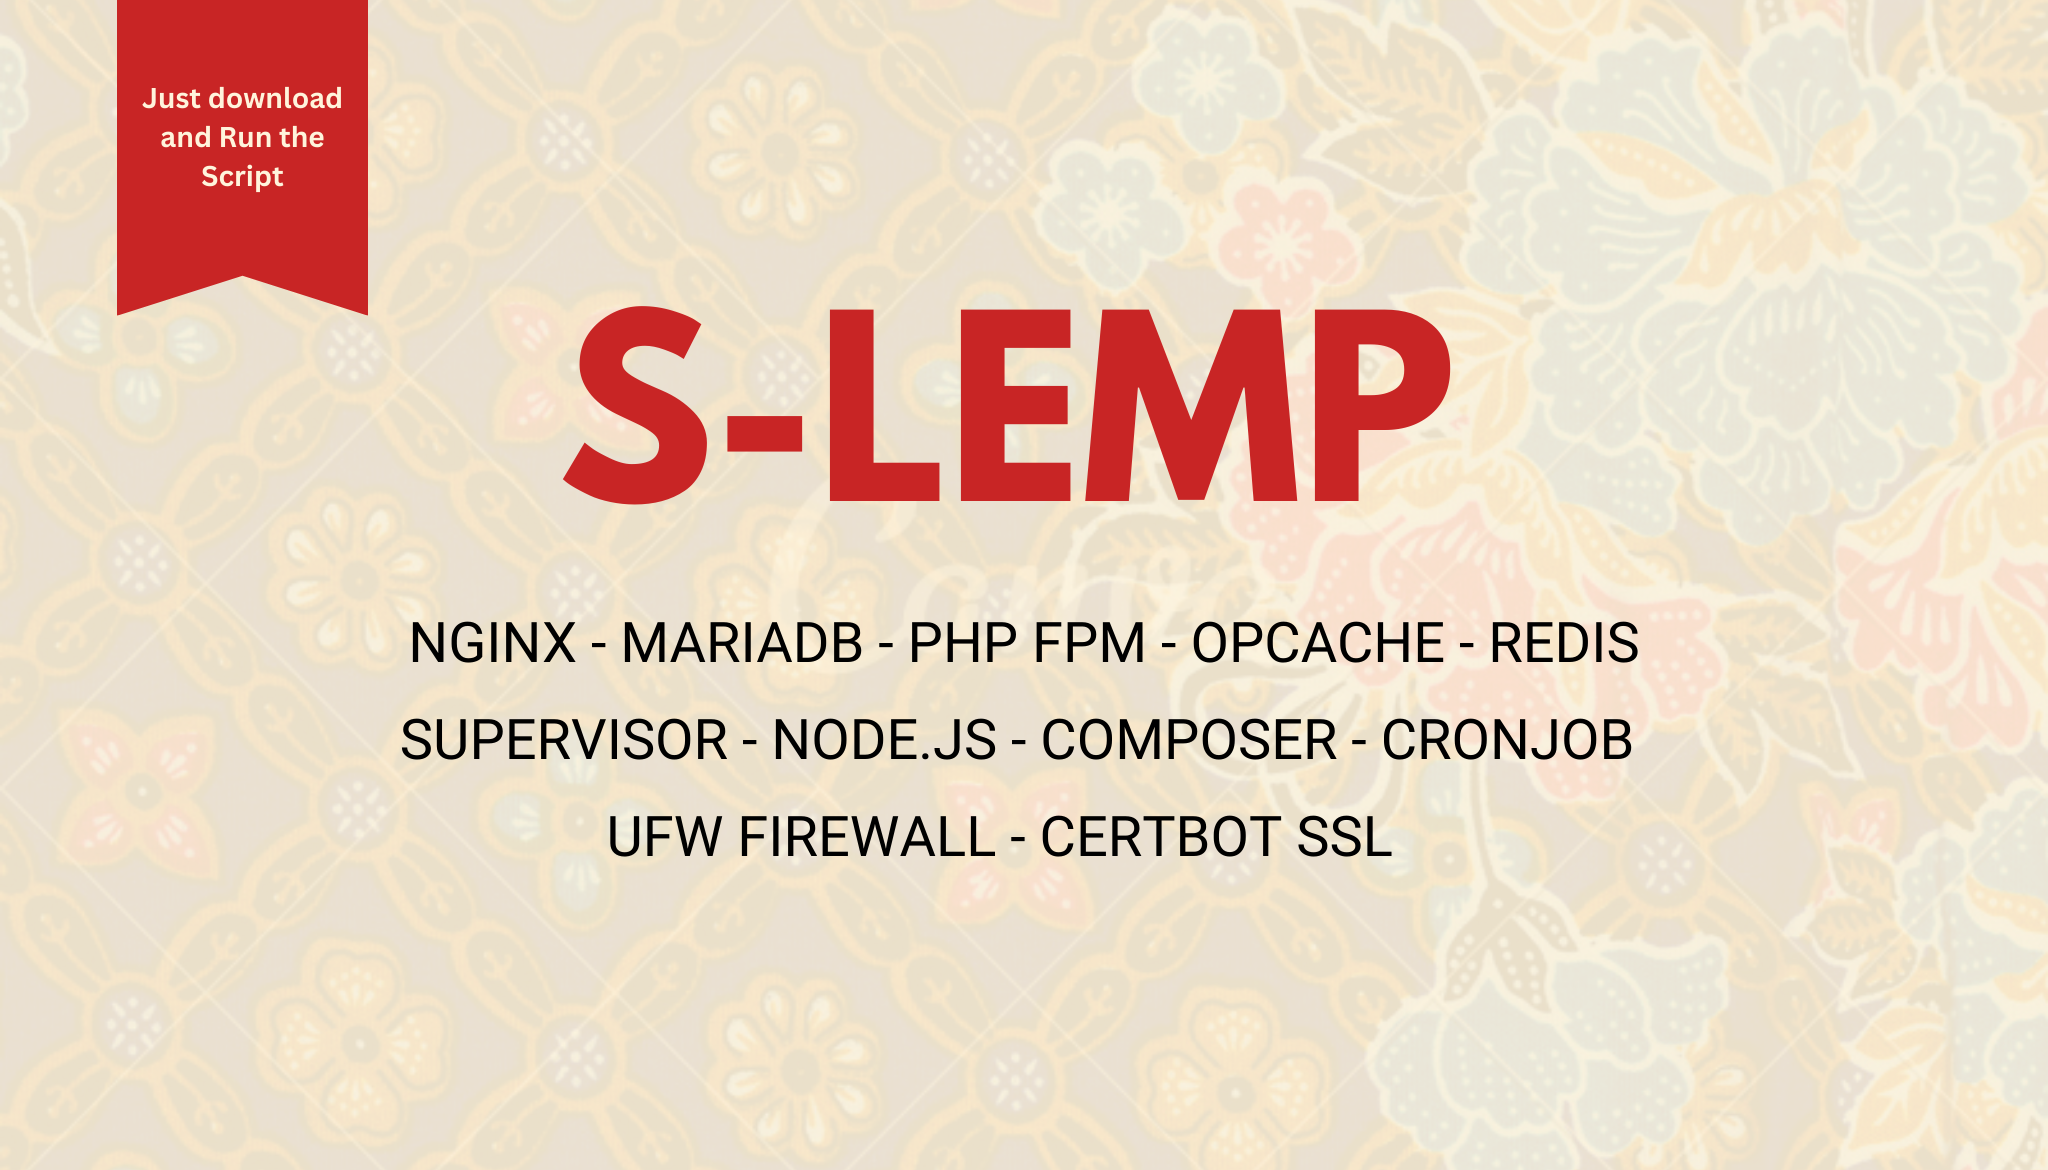 Just download
and Run the
Script
S-LEMP
NGINX - MARIADB - PHP FPM - OPCACHE - REDIS
SUPERVISOR - NODE.JS - COMPOSER - CRONJOB
UFW FIREWALL - CERTBOT SSL
Canva